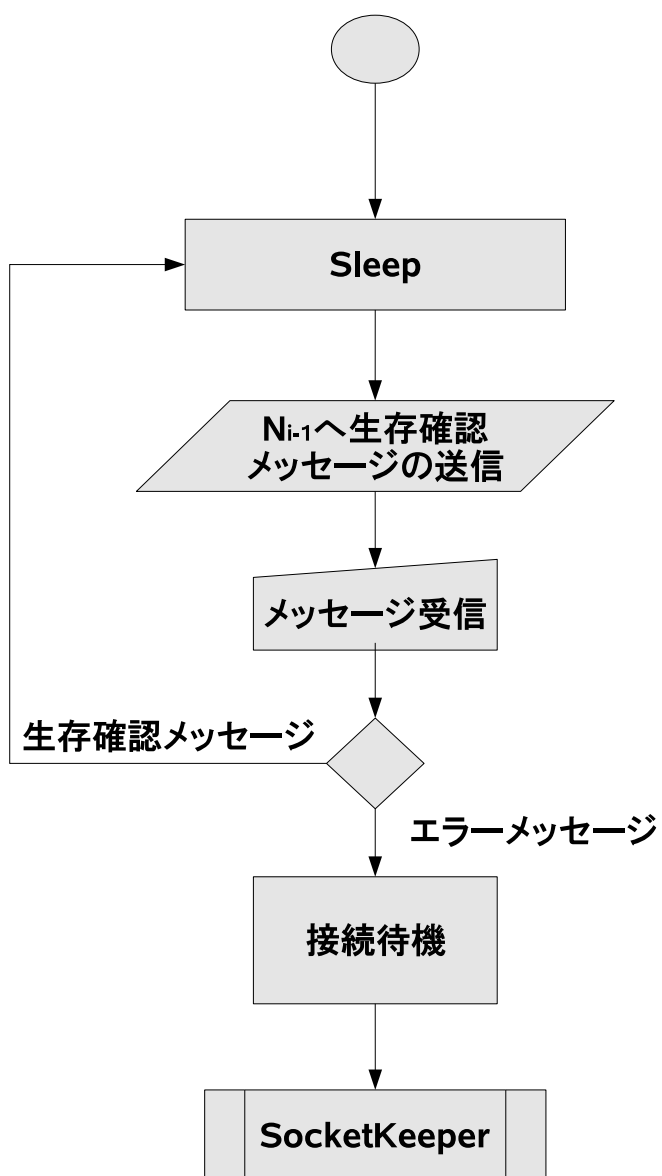 Sleep
Ni-1へ生存確認
メッセージの送信
メッセージ受信
生存確認メッセージ
エラーメッセージ
接続待機
SocketKeeper